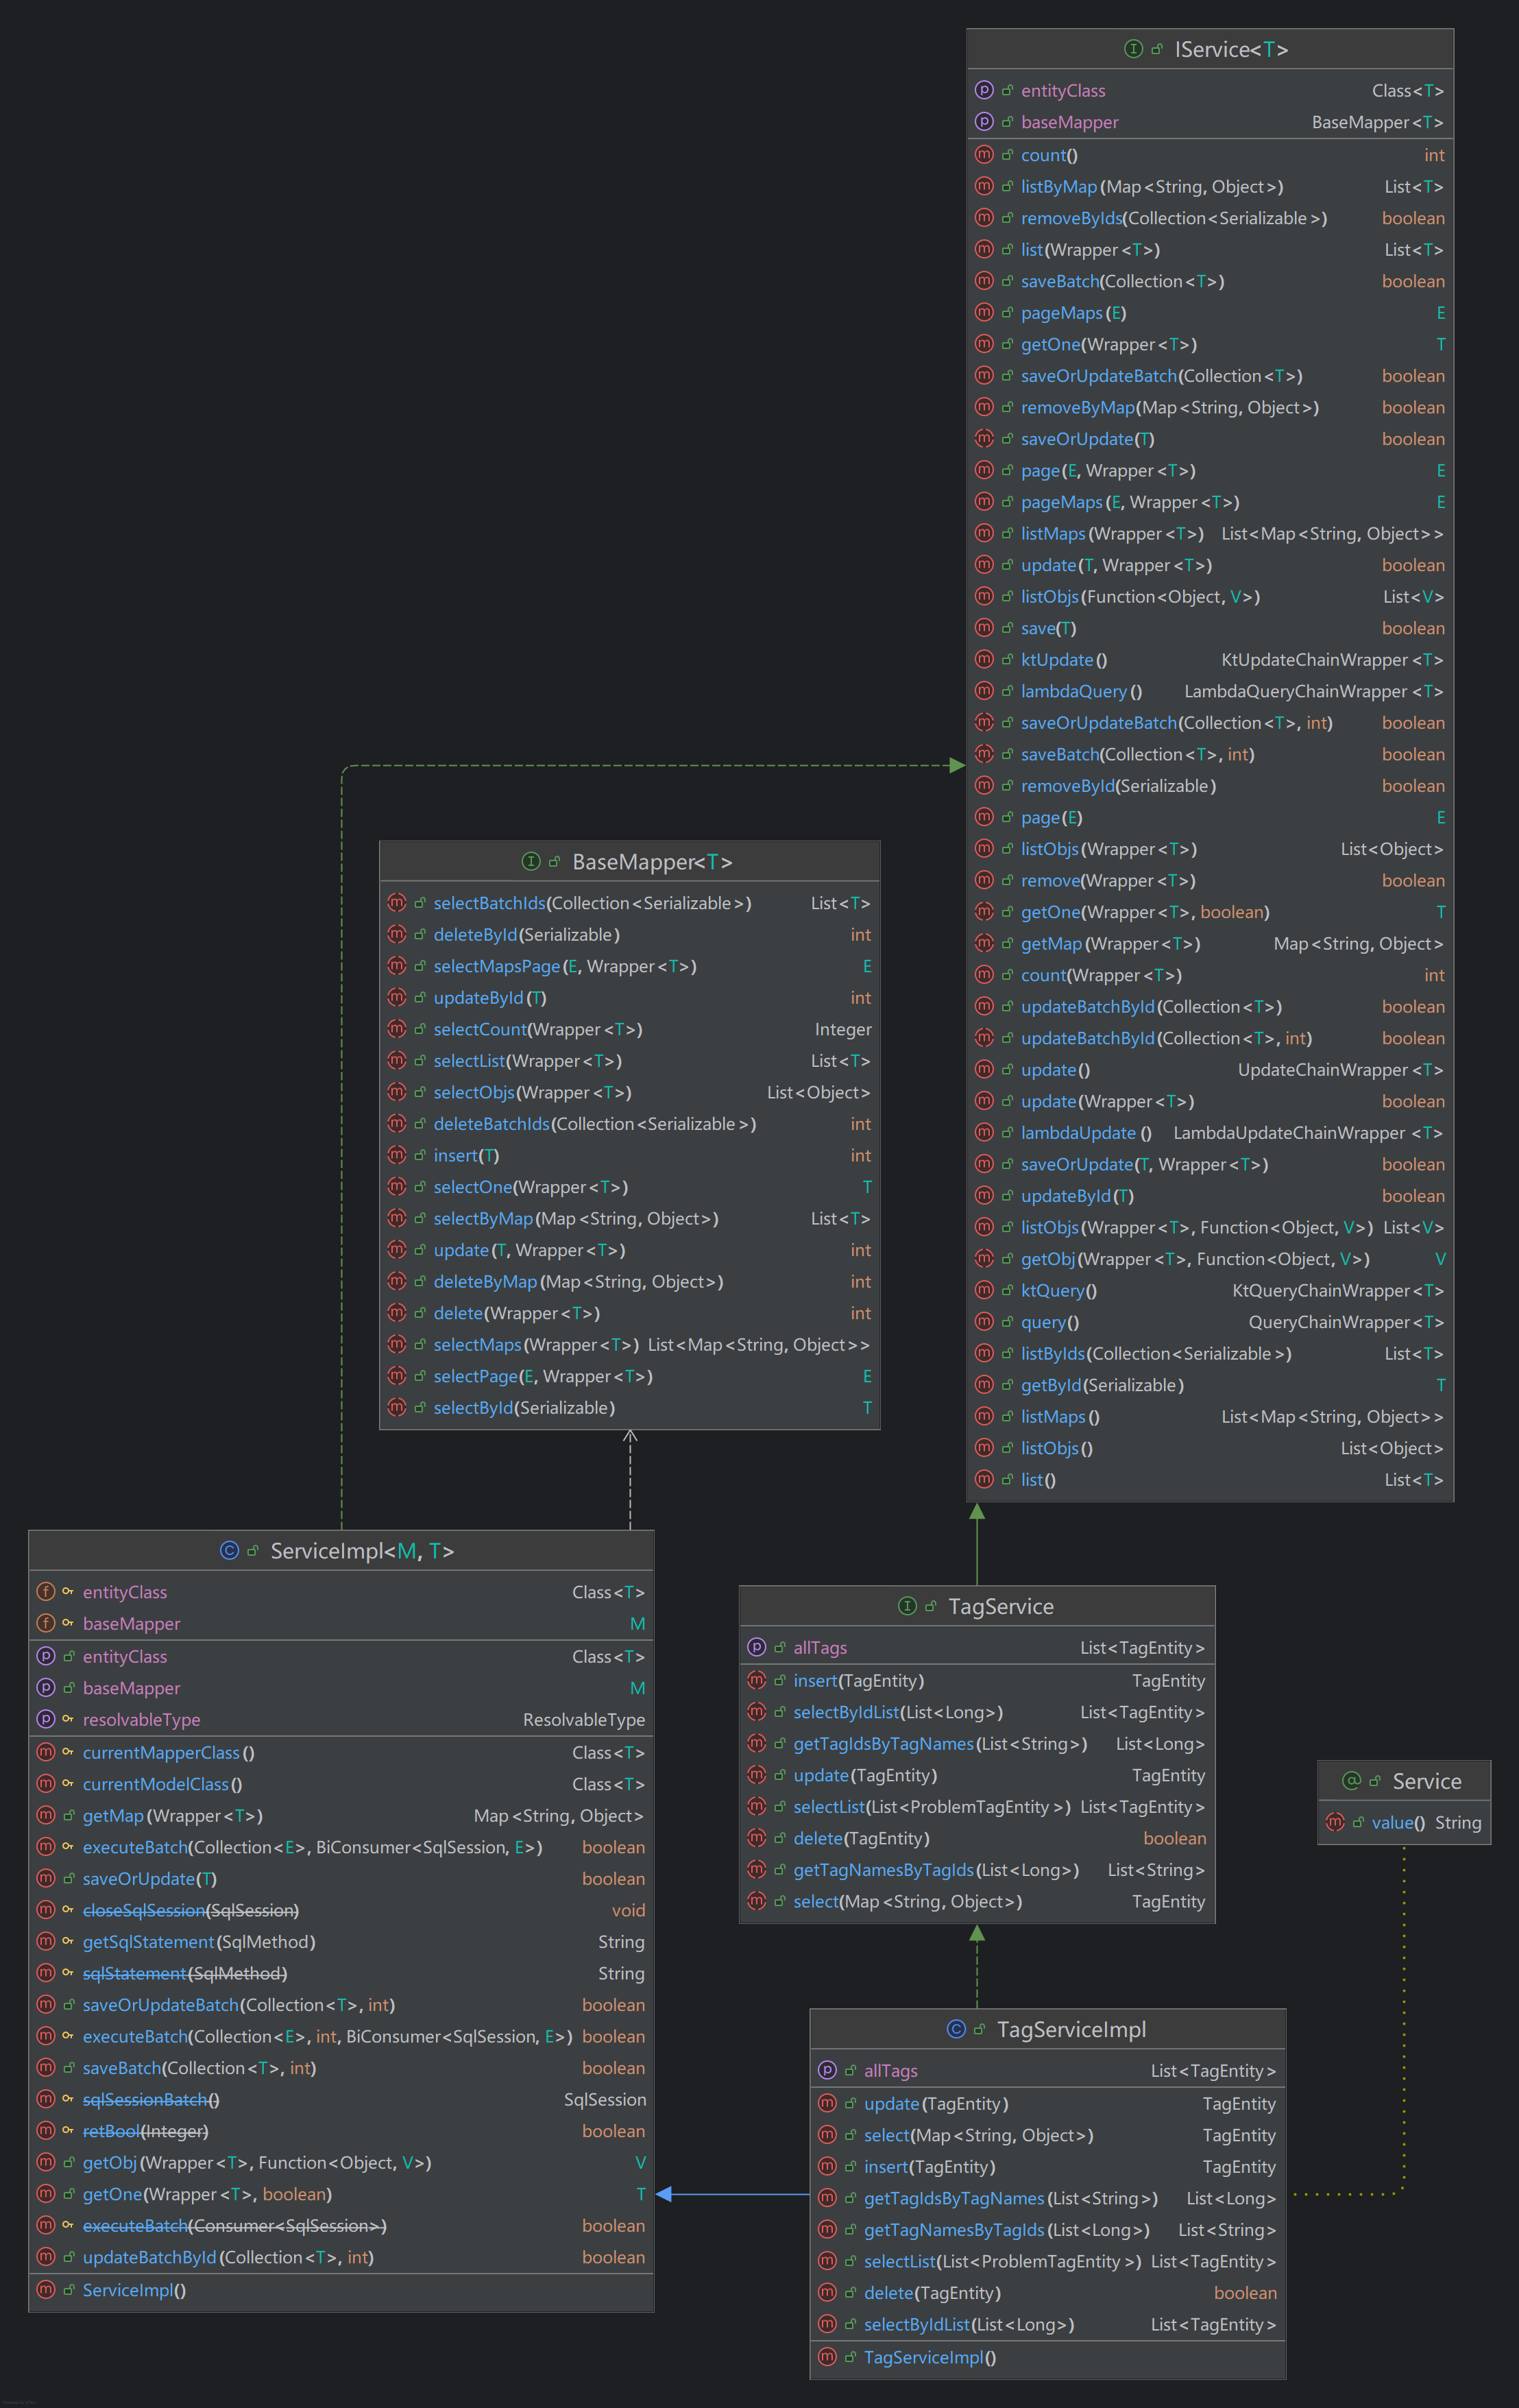 IService<T>
entityClass Class<T>
baseMapper BaseMapper<T>
count() int
listByMap(Map<String, Object>) List<T>
removeByIds(Collection<Serializable>) boolean
list(Wrapper<T>) List<T>
saveBatch(Collection<T>) boolean
pageMaps(E) E
getOne(Wrapper<T>) T
saveOrUpdateBatch(Collection<T>) boolean
removeByMap(Map<String, Object>) boolean
saveOrUpdate(T) boolean
page(E, Wrapper<T>) E
pageMaps(E, Wrapper<T>) E
listMaps(Wrapper<T>) List<Map<String, Object>>
update(T, Wrapper<T>) boolean
listObjs(Function<Object, V>) List<V>
save(T) boolean
ktUpdate() KtUpdateChainWrapper<T>
lambdaQuery() LambdaQueryChainWrapper<T>
saveOrUpdateBatch(Collection<T>, int) boolean
saveBatch(Collection<T>, int) boolean
removeById(Serializable) boolean
page(E) E
listObjs(Wrapper<T>) List<Object>
remove(Wrapper<T>) boolean
getOne(Wrapper<T>, boolean) T
getMap(Wrapper<T>) Map<String, Object>
count(Wrapper<T>) int
updateBatchById(Collection<T>) boolean
updateBatchById(Collection<T>, int) boolean
update() UpdateChainWrapper<T>
update(Wrapper<T>) boolean
lambdaUpdate() LambdaUpdateChainWrapper<T>
saveOrUpdate(T, Wrapper<T>) boolean
updateById(T) boolean
listObjs(Wrapper<T>, Function<Object, V>) List<V>
getObj(Wrapper<T>, Function<Object, V>) V
ktQuery() KtQueryChainWrapper<T>
query() QueryChainWrapper<T>
listByIds(Collection<Serializable>) List<T>
getById(Serializable) T
listMaps() List<Map<String, Object>>
listObjs() List<Object>
list() List<T>
BaseMapper<T>
selectBatchIds(Collection<Serializable>) List<T>
deleteById(Serializable) int
selectMapsPage(E, Wrapper<T>) E
updateById(T) int
selectCount(Wrapper<T>) Integer
selectList(Wrapper<T>) List<T>
selectObjs(Wrapper<T>) List<Object>
deleteBatchIds(Collection<Serializable>) int
insert(T) int
selectOne(Wrapper<T>) T
selectByMap(Map<String, Object>) List<T>
update(T, Wrapper<T>) int
deleteByMap(Map<String, Object>) int
delete(Wrapper<T>) int
selectMaps(Wrapper<T>) List<Map<String, Object>>
selectPage(E, Wrapper<T>) E
selectById(Serializable) T
ServiceImpl<M, T>
entityClass Class<T>
baseMapper M
entityClass Class<T>
baseMapper M
resolvableType ResolvableType
currentMapperClass() Class<T>
currentModelClass() Class<T>
getMap(Wrapper<T>) Map<String, Object>
executeBatch(Collection<E>, BiConsumer<SqlSession, E>) boolean
saveOrUpdate(T) boolean
closeSqlSession(SqlSession) void
getSqlStatement(SqlMethod) String
sqlStatement(SqlMethod) String
saveOrUpdateBatch(Collection<T>, int) boolean
executeBatch(Collection<E>, int, BiConsumer<SqlSession, E>) boolean
saveBatch(Collection<T>, int) boolean
sqlSessionBatch() SqlSession
retBool(Integer) boolean
getObj(Wrapper<T>, Function<Object, V>) V
getOne(Wrapper<T>, boolean) T
executeBatch(Consumer<SqlSession>) boolean
updateBatchById(Collection<T>, int) boolean
ServiceImpl()
TagService
allTags List<TagEntity>
insert(TagEntity) TagEntity
selectByIdList(List<Long>) List<TagEntity>
getTagIdsByTagNames(List<String>) List<Long>
update(TagEntity) TagEntity
selectList(List<ProblemTagEntity>) List<TagEntity>
delete(TagEntity) boolean
getTagNamesByTagIds(List<Long>) List<String>
select(Map<String, Object>) TagEntity
Service
value() String
TagServiceImpl
allTags List<TagEntity>
update(TagEntity) TagEntity
select(Map<String, Object>) TagEntity
insert(TagEntity) TagEntity
getTagIdsByTagNames(List<String>) List<Long>
getTagNamesByTagIds(List<Long>) List<String>
selectList(List<ProblemTagEntity>) List<TagEntity>
delete(TagEntity) boolean
selectByIdList(List<Long>) List<TagEntity>
TagServiceImpl()